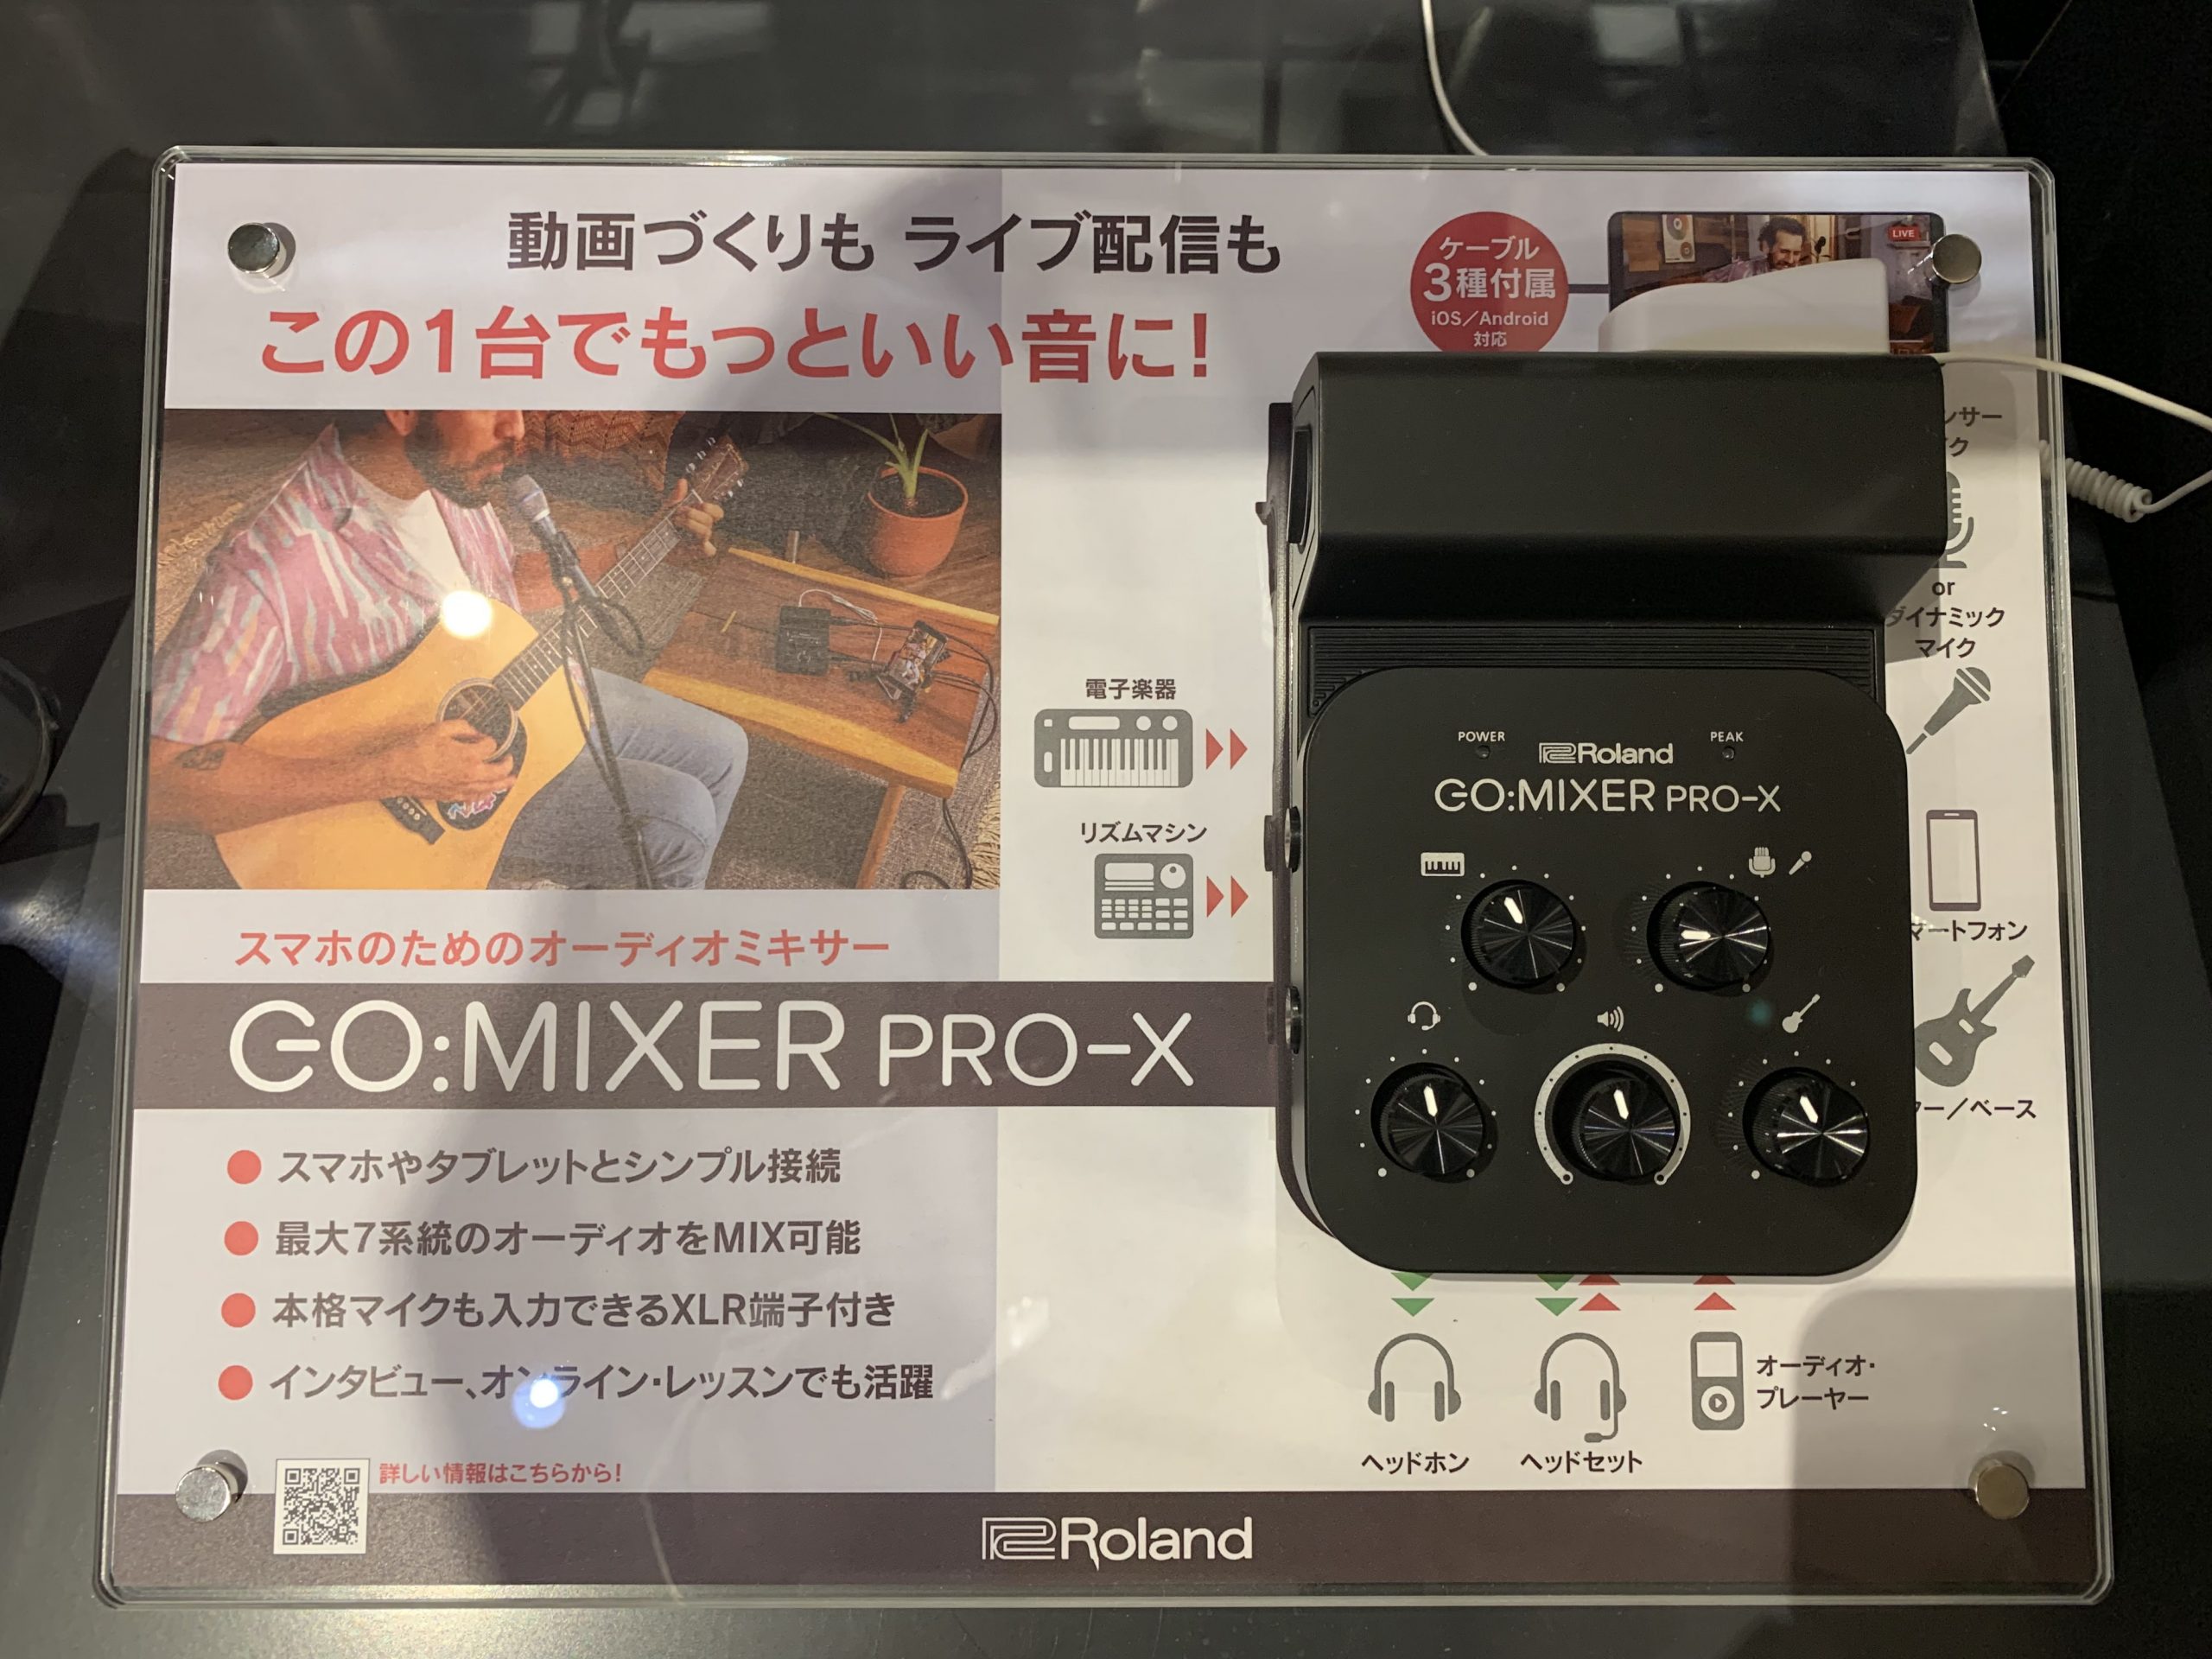 動画づくりも ライブ配信も
この1台でもっといい音に!
ケーブル
3種付属
iOS/Android
対応
LIVE
電子楽器
リズムマシン
or
ダイナミック
マイク
POWER
PEAK
Roland
GO:MIXER PRO-X
スマホのためのオーディオミキサー
GO:MIXER PRO-X
スマホやタブレットとシンプル接続
最大7系統のオーディオをMIX可能
本格マイクも入力できるXLR端子付き
インタビュー、オンライン・レッスンでも活躍
ートフォン
ー/ベース
ヘッドホン
ヘッドセット
オーディオ・
プレーヤー
詳しい情報はこちらから!
Roland